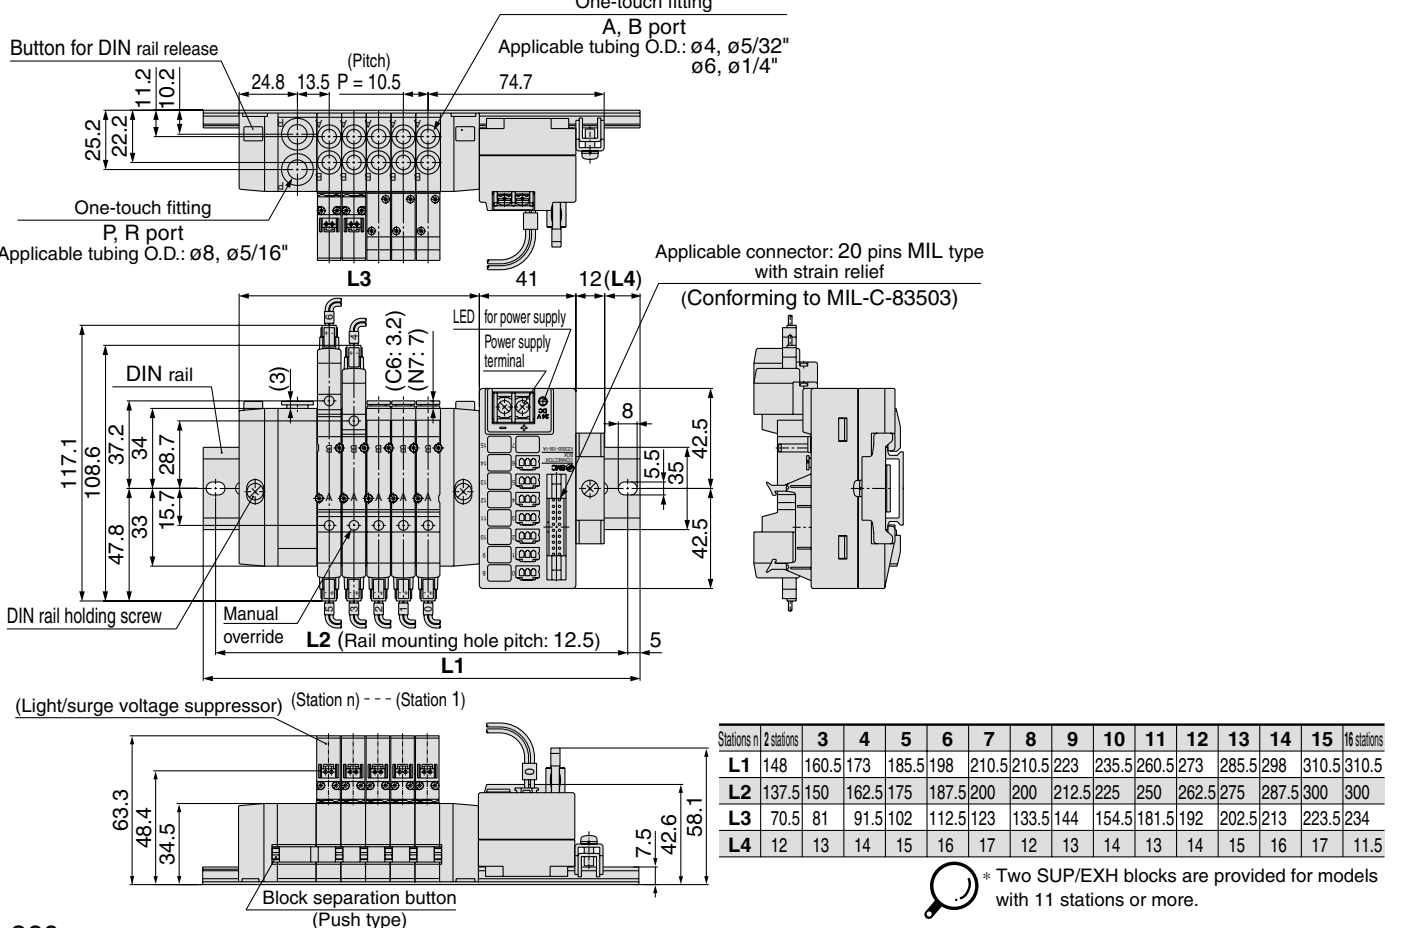 One-touch fitting
A, B port
Applicable tubing O.D.: ø4, ø5/32"
ø6, ø1/4"
Button for DIN rail release
(Pitch)
11.2
10.2
24.8
13.5
P = 10.5
74.7
25.2
22.2
One-touch fitting
P, R port
Applicable tubing O.D.: ø8, ø5/16"
Applicable connector: 20 pins MIL type
with strain relief
(Conforming to MIL-C-83503)
L3
41
12
(L4)
LED for power supply
Power supply
terminal
(C6: 3.2)
(N7: 7)
(3)
DIN rail
117.1
108.6
37.2
34
28.7
15.7
33
47.8
8
5.5
35
42.5
42.5
DIN rail holding screw
Manual
override
L2 (Rail mounting hole pitch: 12.5)
5
L1
(Light/surge voltage suppressor)
(Station n) - - - (Station 1)
63.3
48.4
34.5
7.5
42.6
58.1
Block separation button
(Push type)
Stations n 2 stations 3 4 5 6 7 8 9 10 11 12 13 14 15 16 stations
L1 148 160.5 173 185.5 198 210.5 210.5 223 235.5 260.5 273 285.5 298 310.5 310.5
L2 137.5 150 162.5 175 187.5 200 200 212.5 225 250 262.5 275 287.5 300 300
L3 70.5 81 91.5 102 112.5 123 133.5 144 154.5 181.5 192 202.5 213 223.5 234
L4 12 13 14 15 16 17 12 13 14 13 14 15 16 17 11.5
* Two SUP/EXH blocks are provided for models
with 11 stations or more.